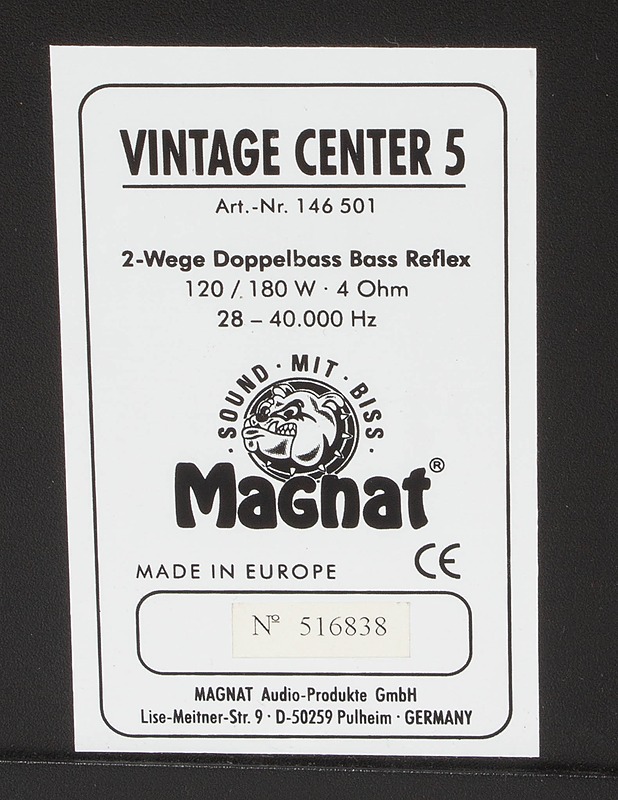 VINTAGE CENTER 5
Art.-Nr. 146 501
2-Wege Doppelbass Bass Reflex
120 / 180 W · 4 Ohm
28 – 40.000 Hz
· SOUND · MIT · BISS ·
Magnat®
MADE IN EUROPE CE
Nº 516838
MAGNAT Audio-Produkte GmbH
Lise-Meitner-Str. 9 · D-50259 Pulheim · GERMANY